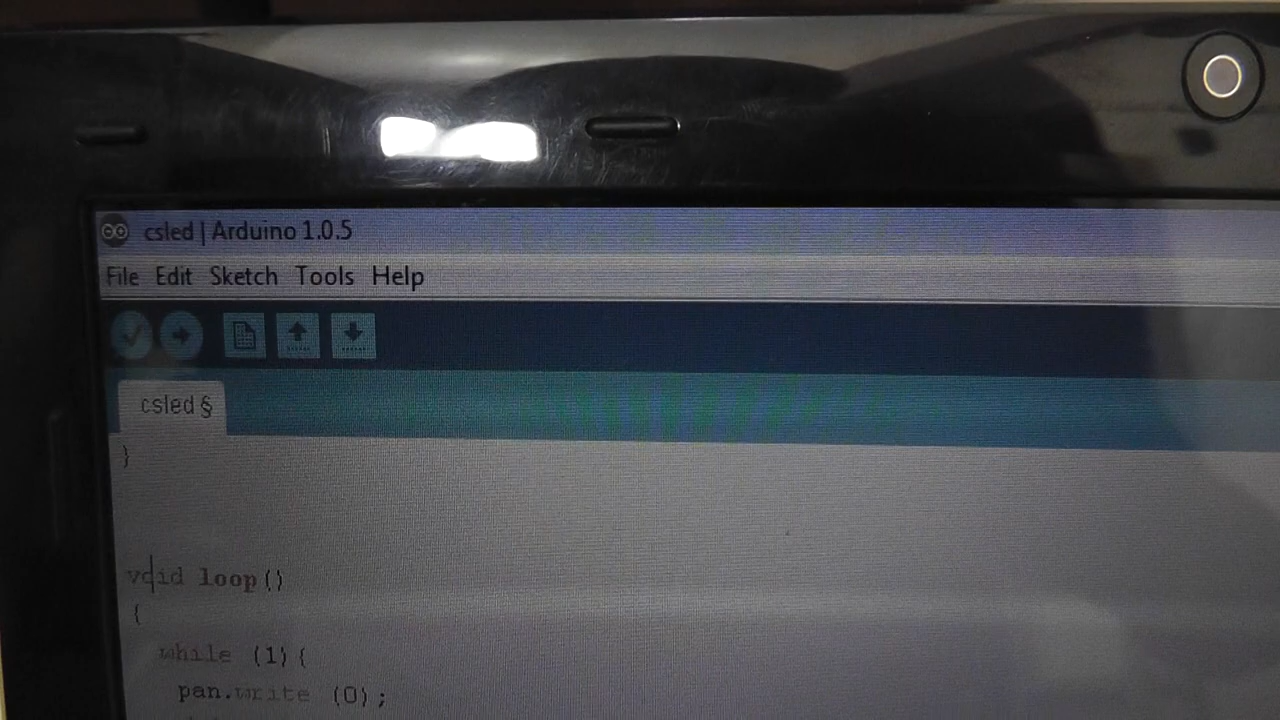 csled | Arduino 1.0.5
File Edit Sketch Tools Help
csled §
}
void loop()
{
while (1){
pan.write (0);